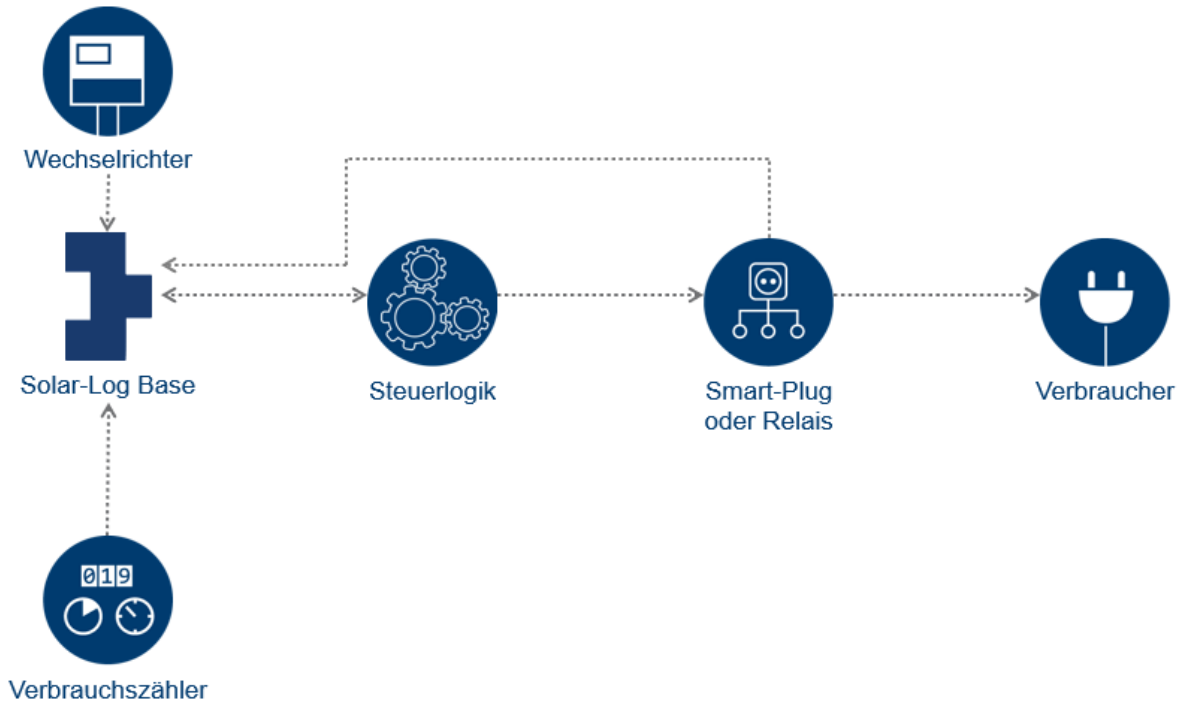 Wechselrichter
Solar-Log Base
Steuerlogik
Smart-Plug
oder Relais
Verbraucher
019
Verbrauchszähler